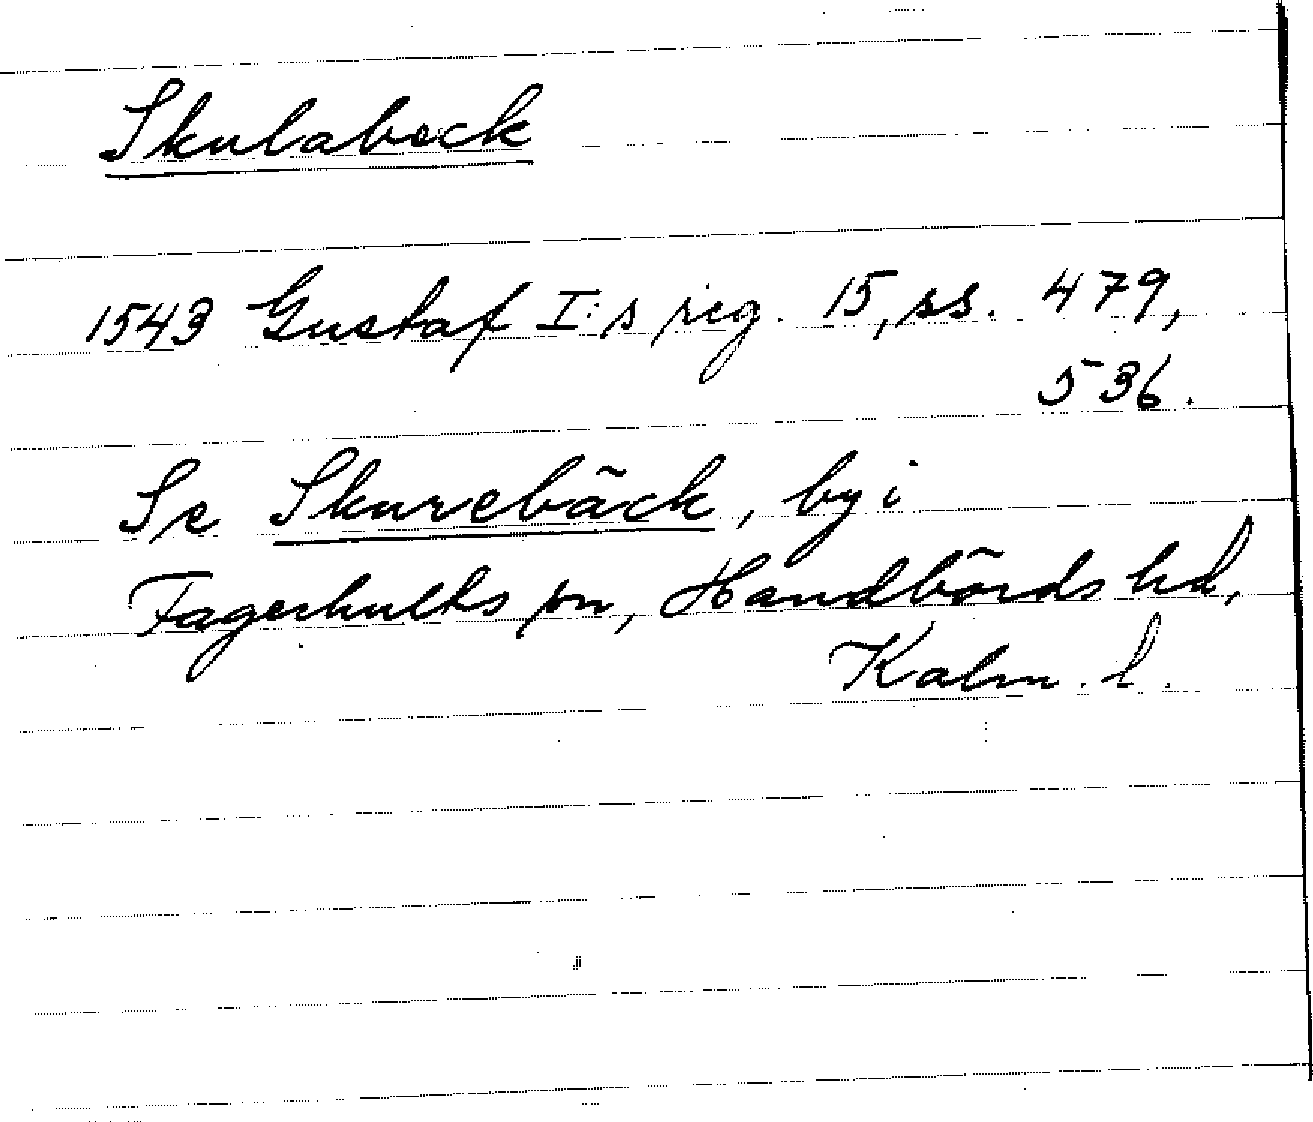 Skulabeck
1543 Gustaf I:s reg. 15, ss. 479,
536.
Se Skurebäck, by i
Fagerhults sn, Handbörds hd,
Kalm. l.